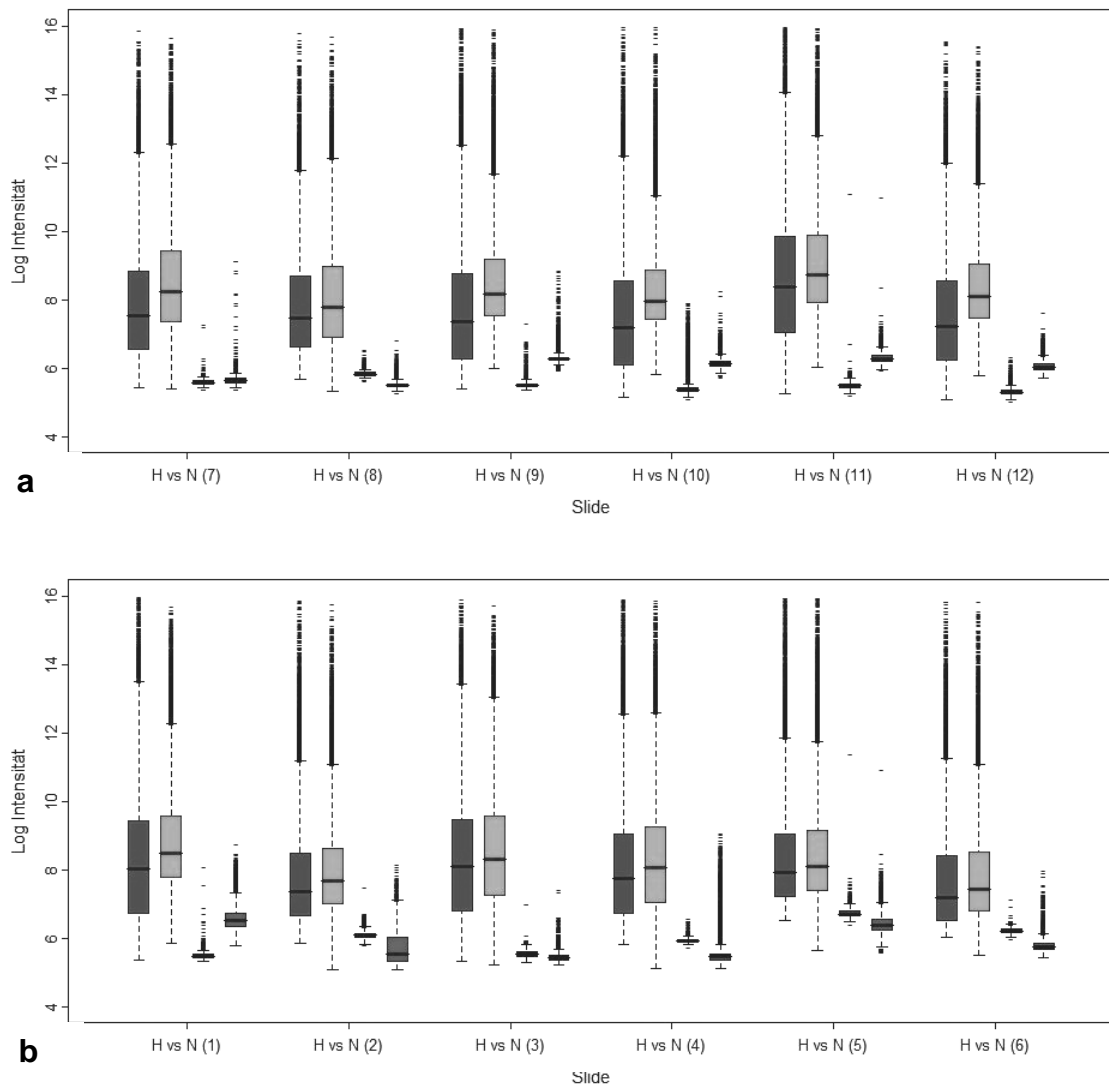 16
14
12
10
8
6
4
Log Intensität
H vs N (7) H vs N (8) H vs N (9) H vs N (10) H vs N (11) H vs N (12)
a
Slide
16
14
12
10
8
6
4
Log Intensität
H vs N (1) H vs N (2) H vs N (3) H vs N (4) H vs N (5) H vs N (6)
b
Slide